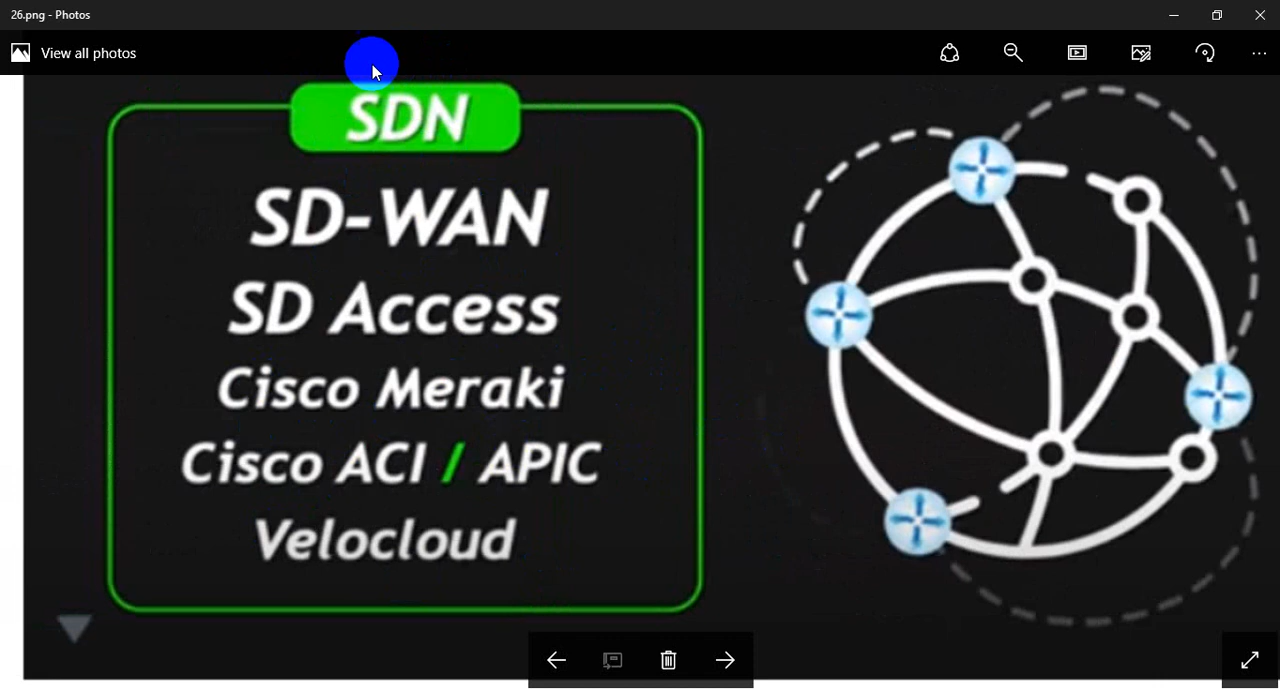 26.png - Photos
View all photos
SDN
SD-WAN
SD Access
Cisco Meraki
Cisco ACI / APIC
Velocloud